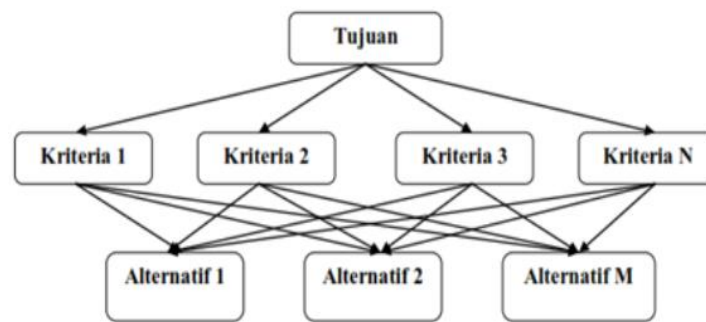 Tujuan
Kriteria 1
Kriteria 2
Kriteria 3
Kriteria N
Alternatif 1
Alternatif 2
Alternatif M